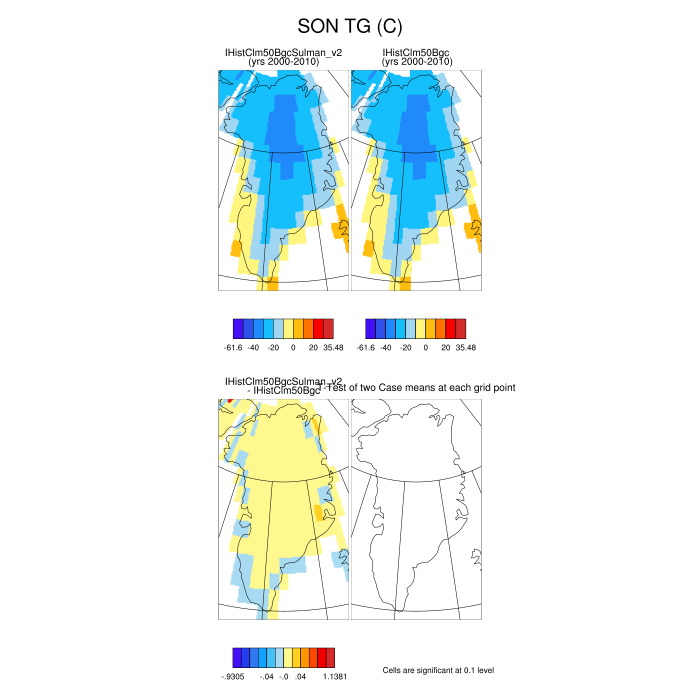 SON TG (C)
IHistClm50BgcSulman_v2
(yrs 2000-2010)
IHistClm50Bgc
(yrs 2000-2010)
-61.6 -40 -20 0 20 35.48
-61.6 -40 -20 0 20 35.48
IHistClm50BgcSulman_v2
- IHistClm50Bgc
T-Test of two Case means at each grid point
-.9305 -.04 -.0 .04 1.1381
Cells are significant at 0.1 level